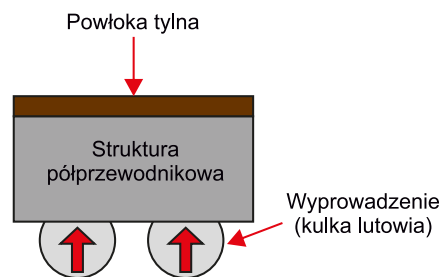 Powłoka tylna
Struktura
półprzewodnikowa
Wyprowadzenie
(kulka lutowia)